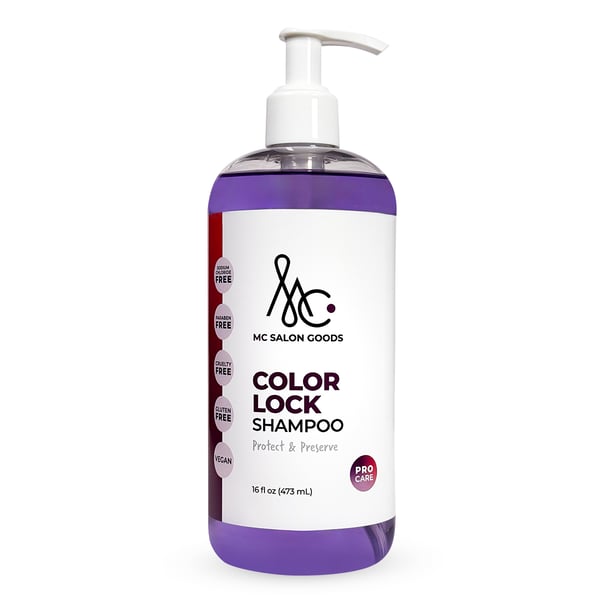 MC.
MC SALON GOODS
COLOR
LOCK
SHAMPOO
Protect & Preserve
16 fl oz (473 mL)
PRO
CARE
SODIUM
CHLORIDE
FREE
PARABEN
FREE
CRUELTY
FREE
GLUTEN
FREE
VEGAN